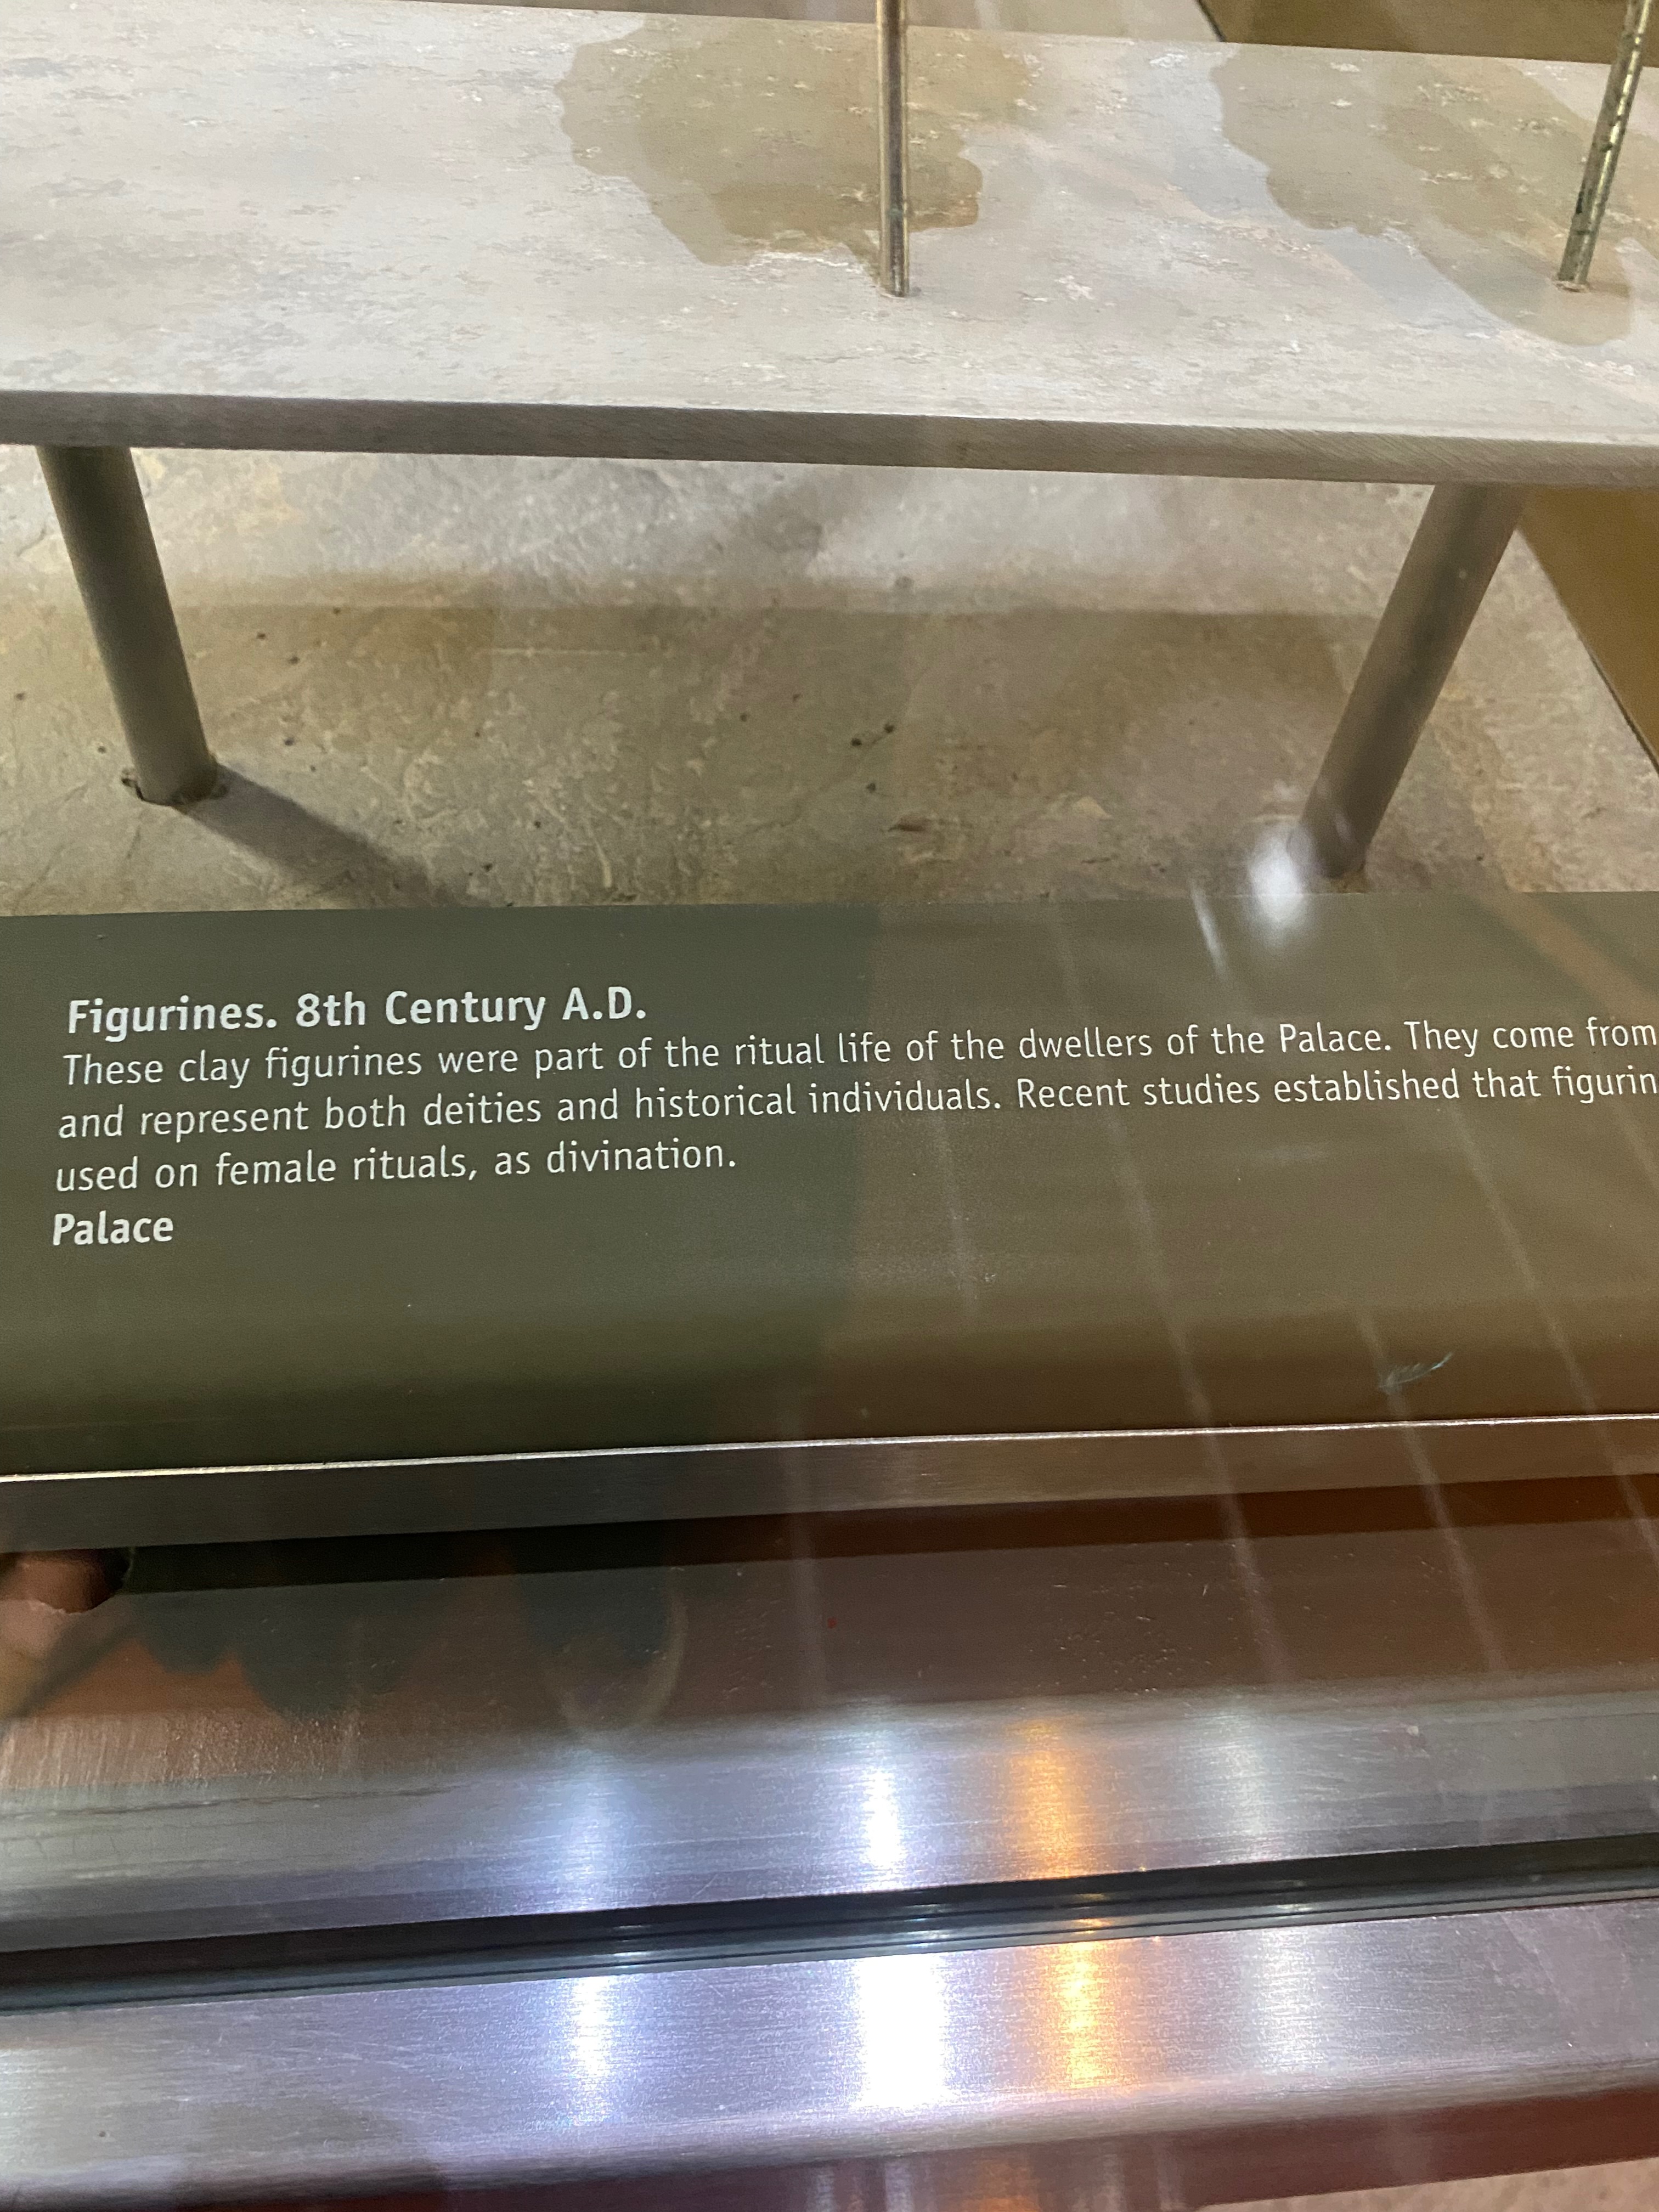 Figurines. 8th Century A.D.
These clay figurines were part of the ritual life of the dwellers of the Palace. They come from
and represent both deities and historical individuals. Recent studies established that figurin
used on female rituals, as divination.
Palace